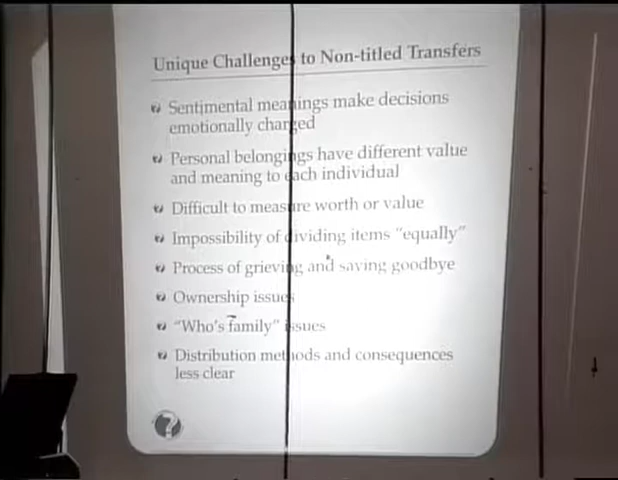 Unique Challenges to Non-titled Transfers
Sentimental meanings make decisions
emotionally charged
Personal belongings have different value
and meaning to each individual
Difficult to measure worth or value
Impossibility of dividing items "equally"
Process of grieving and saying goodbye
Ownership issues
"Who's family" issues
Distribution methods and consequences
less clear
?